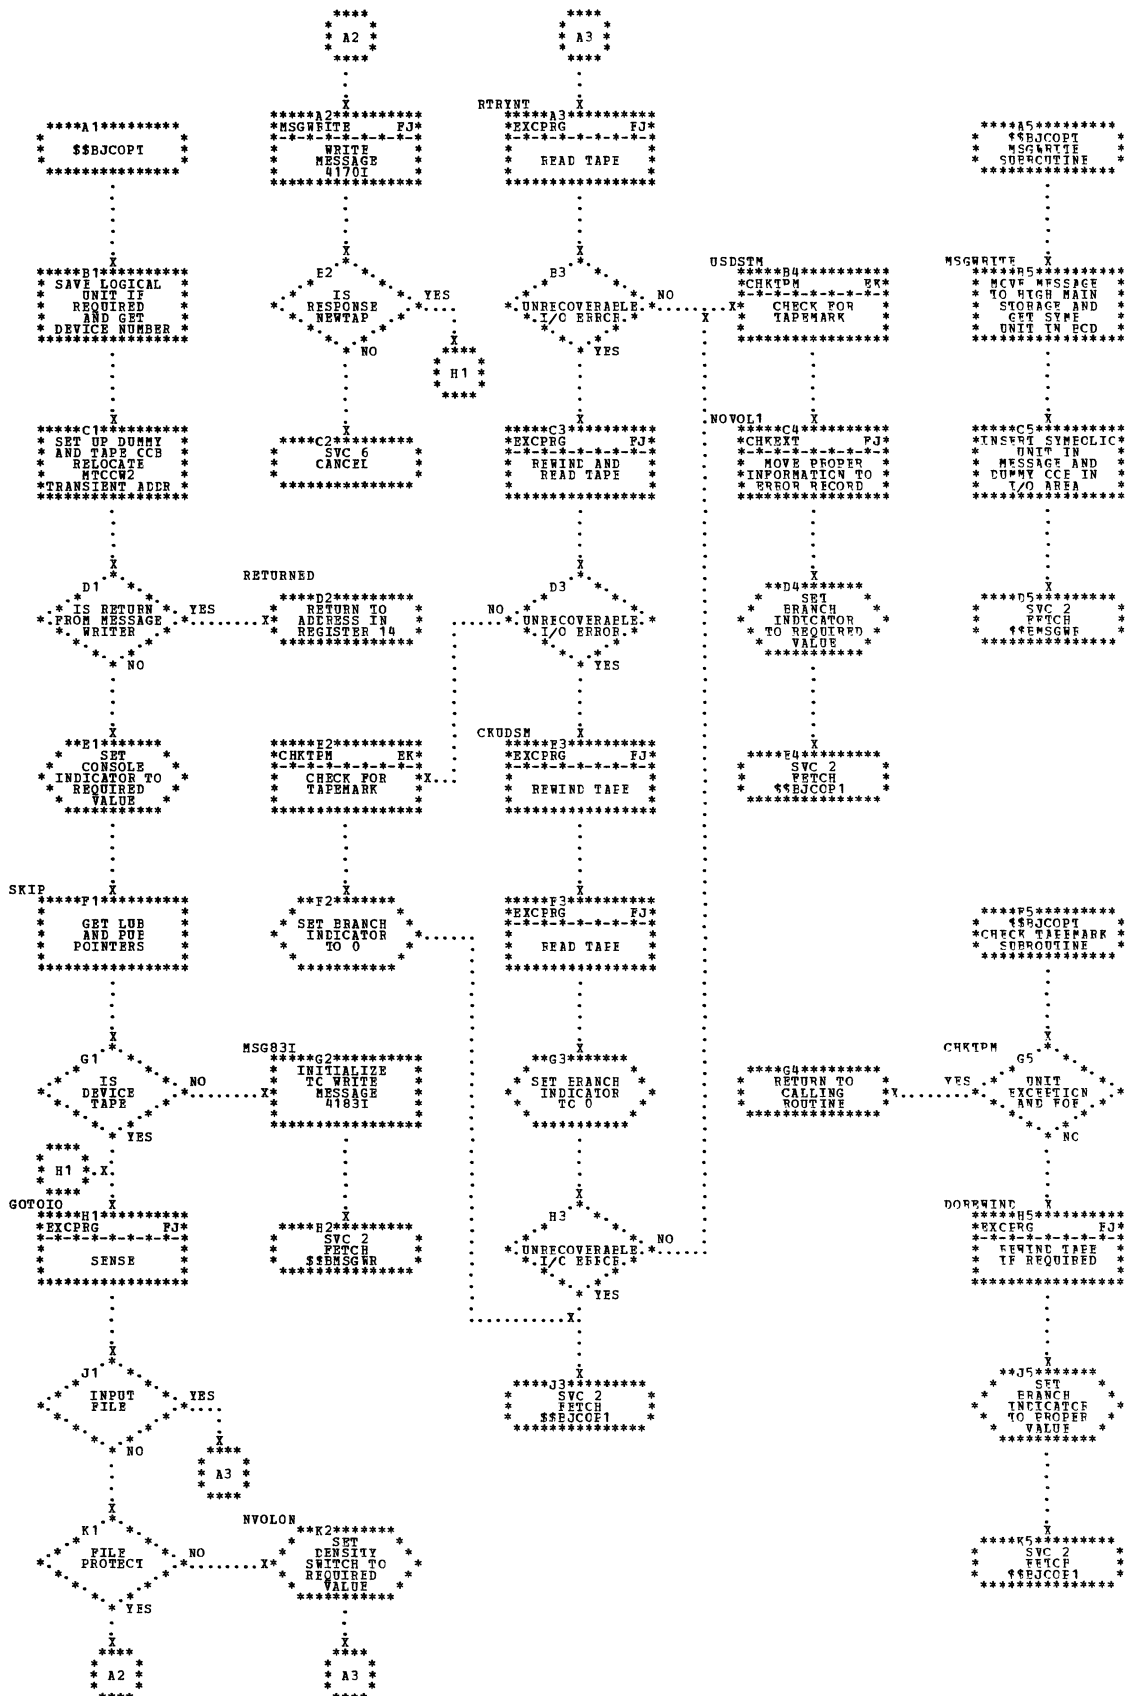 A2
A3
A1
$$BJCOPT
A2
MSGWRITE FJ
WRITE
MESSAGE
4170I
RTRYNT
A3
EXCPRG FJ
READ TAPE
A5
$$BJCOPT
MSGWRITE
SUBROUTINE
B1
SAVE LOGICAL
UNIT IF
REQUIRED
AND GET
DEVICE NUMBER
IS
RESPONSE
NEWTAP
YES
NO
H1
B3
UNRECOVERABLE
I/O ERROR
NO
YES
USDSTM
B4
CHKTPM EK
CHECK FOR
TAPEMARK
MSGWRITE
B5
MOVE MESSAGE
TO HIGH MAIN
STORAGE AND
GET SYMB
UNIT IN BCD
C1
SET UP DUMMY
AND TAPE CCB
RELOCATE
MTCCW2
TRANSIENT ADDR
C2
SVC 6
CANCEL
C3
EXCPRG FJ
REWIND AND
READ TAPE
NOVOL1
C4
CHKEXT FJ
MOVE PROPER
INFORMATION TO
ERROR RECORD
C5
INSERT SYMBOLIC
UNIT IN
MESSAGE AND
DUMMY CCB IN
I/O AREA
D1
IS RETURN
FROM MESSAGE
WRITER
YES
NO
RETURNED
D2
RETURN TO
ADDRESS IN
REGISTER 14
D3
UNRECOVERABLE
I/O ERROR
NO
YES
D4
SET
BRANCH
INDICATOR
TO REQUIRED
VALUE
D5
SVC 2
FETCH
$$BMSGWR
E1
SET
CONSOLE
INDICATOR TO
REQUIRED
VALUE
E2
CHKTPM EK
CHECK FOR
TAPEMARK
CKUDSM
E3
EXCPRG FJ
REWIND TAPE
E4
SVC 2
FETCH
$$BJCOP1
SKIP
F1
GET LUB
AND PUB
POINTERS
F2
SET BRANCH
INDICATOR
TO 0
F3
EXCPRG FJ
READ TAPE
F5
$$BJCOPT
CHECK TAPEMARK
SUBROUTINE
G1
IS
DEVICE
TAPE
NO
YES
MSG83I
G2
INITIALIZE
TO WRITE
MESSAGE
4183I
G3
SET BRANCH
INDICATOR
TO 0
G4
RETURN TO
CALLING
ROUTINE
CHKTPM
G5
UNIT
EXCEPTION
AND EOF
YES
NO
H1
GOTOIO
H1
EXCPRG FJ
SENSE
H2
SVC 2
FETCH
$$BMSGWR
H3
UNRECOVERABLE
I/O ERROR
NO
YES
DOREWIND
H5
EXCPRG FJ
REWIND TAPE
IF REQUIRED
J1
INPUT
FILE
YES
NO
A3
J3
SVC 2
FETCH
$$BJCOP1
J5
SET
BRANCH
INDICATOR
TO PROPER
VALUE
K1
FILE
PROTECT
NO
YES
NVOLON
K2
SET
DENSITY
SWITCH TO
REQUIRED
VALUE
K5
SVC 2
FETCH
$$BJCOP1
A2
A3